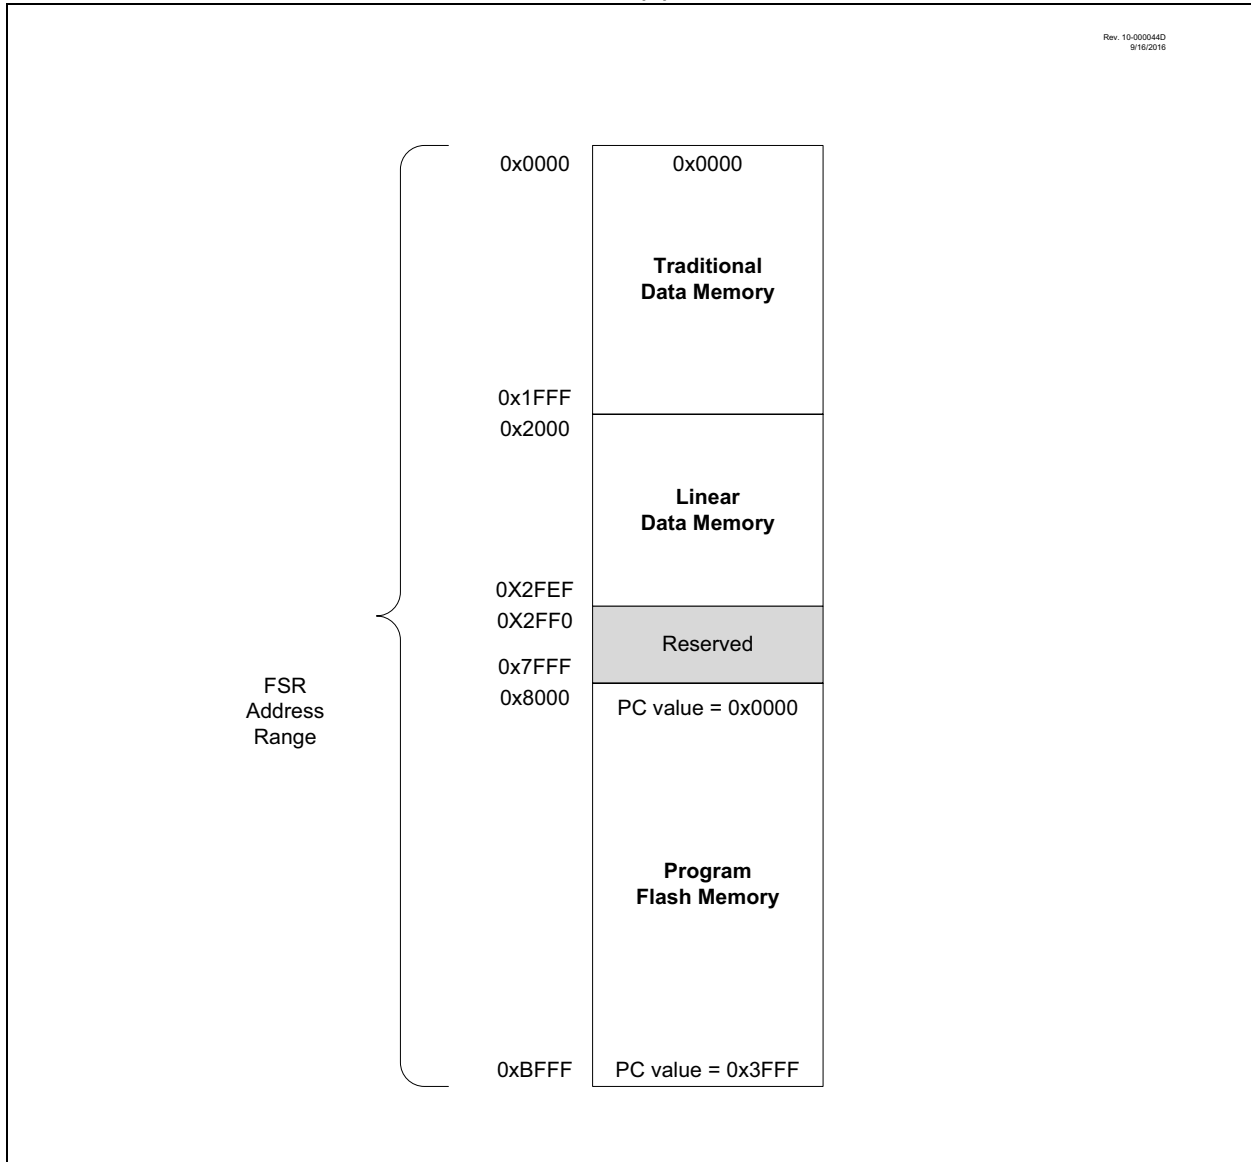 Rev. 10-000044D
9/16/2016
0x0000
0x0000
Traditional
Data Memory
0x1FFF
0x2000
Linear
Data Memory
0X2FEF
0X2FF0
Reserved
0x7FFF
0x8000
PC value = 0x0000
FSR
Address
Range
Program
Flash Memory
0xBFFF
PC value = 0x3FFF